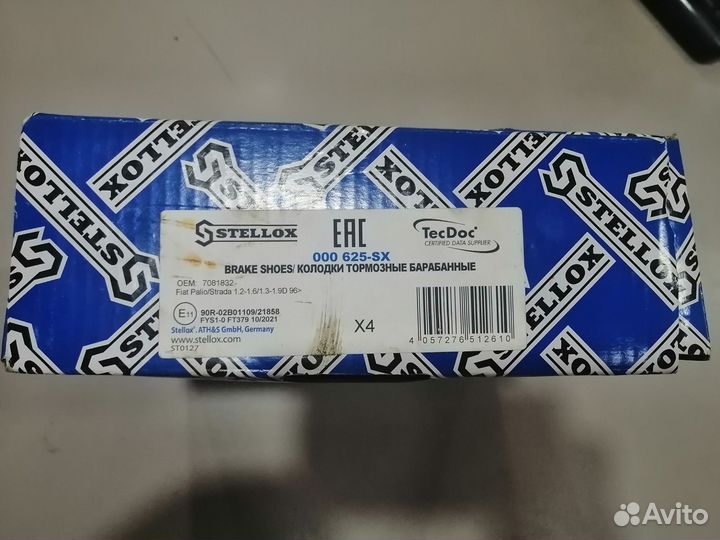 STELLOX
STELLOX
STELLOX
STELLOX
STELLOX
EAC
TecDoc
CERTIFIED DATA SUPPLIER
000 625-SX
BRAKE SHOES/ КОЛОДКИ ТОРМОЗНЫЕ БАРАБАННЫЕ
OEM: 7081832-
Fiat Palio/Strada 1.2-1.6/1.3-1.9D 96>
E11 90R-02B01109/21858
FYS1-0 FT379 10/2021
Stellox. ATH&S GmbH, Germany
www.stellox.com
ST0127
X4
4 057276 512610
Avito